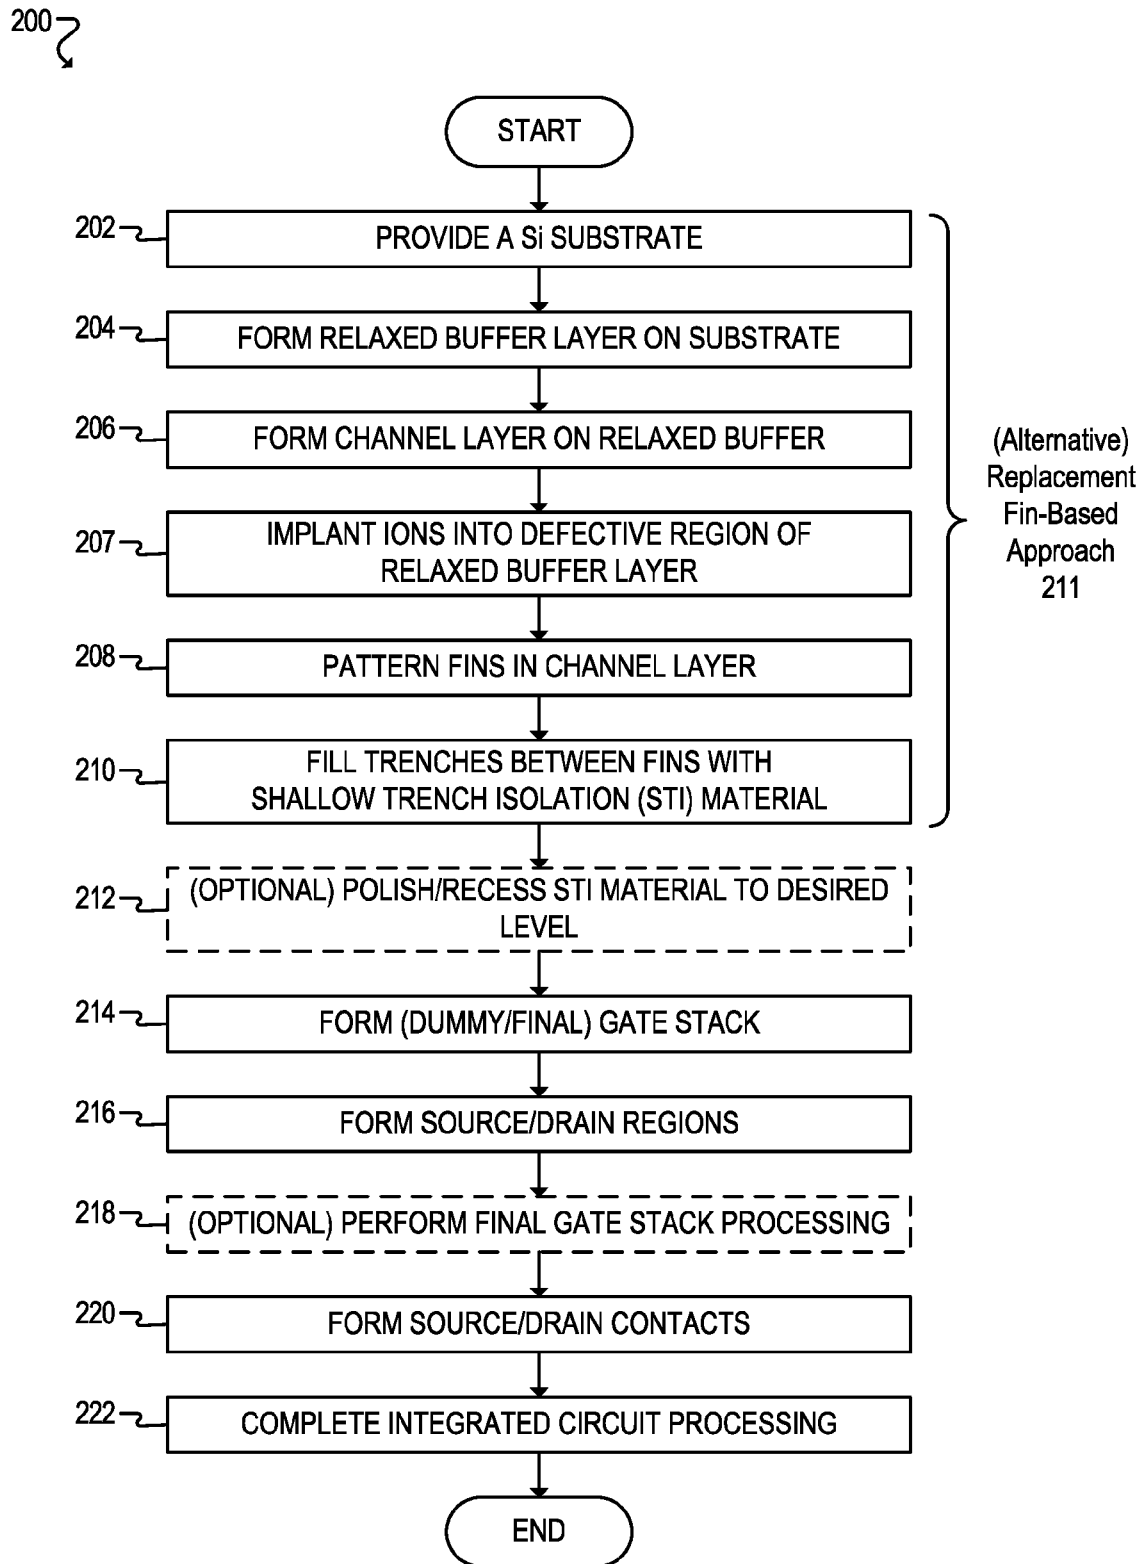 200
START
202
PROVIDE A Si SUBSTRATE
204
FORM RELAXED BUFFER LAYER ON SUBSTRATE
206
FORM CHANNEL LAYER ON RELAXED BUFFER
207
IMPLANT IONS INTO DEFECTIVE REGION OF
RELAXED BUFFER LAYER
208
PATTERN FINS IN CHANNEL LAYER
210
FILL TRENCHES BETWEEN FINS WITH
SHALLOW TRENCH ISOLATION (STI) MATERIAL
(Alternative)
Replacement
Fin-Based
Approach
211
212
(OPTIONAL) POLISH/RECESS STI MATERIAL TO DESIRED
LEVEL
214
FORM (DUMMY/FINAL) GATE STACK
216
FORM SOURCE/DRAIN REGIONS
218
(OPTIONAL) PERFORM FINAL GATE STACK PROCESSING
220
FORM SOURCE/DRAIN CONTACTS
222
COMPLETE INTEGRATED CIRCUIT PROCESSING
END